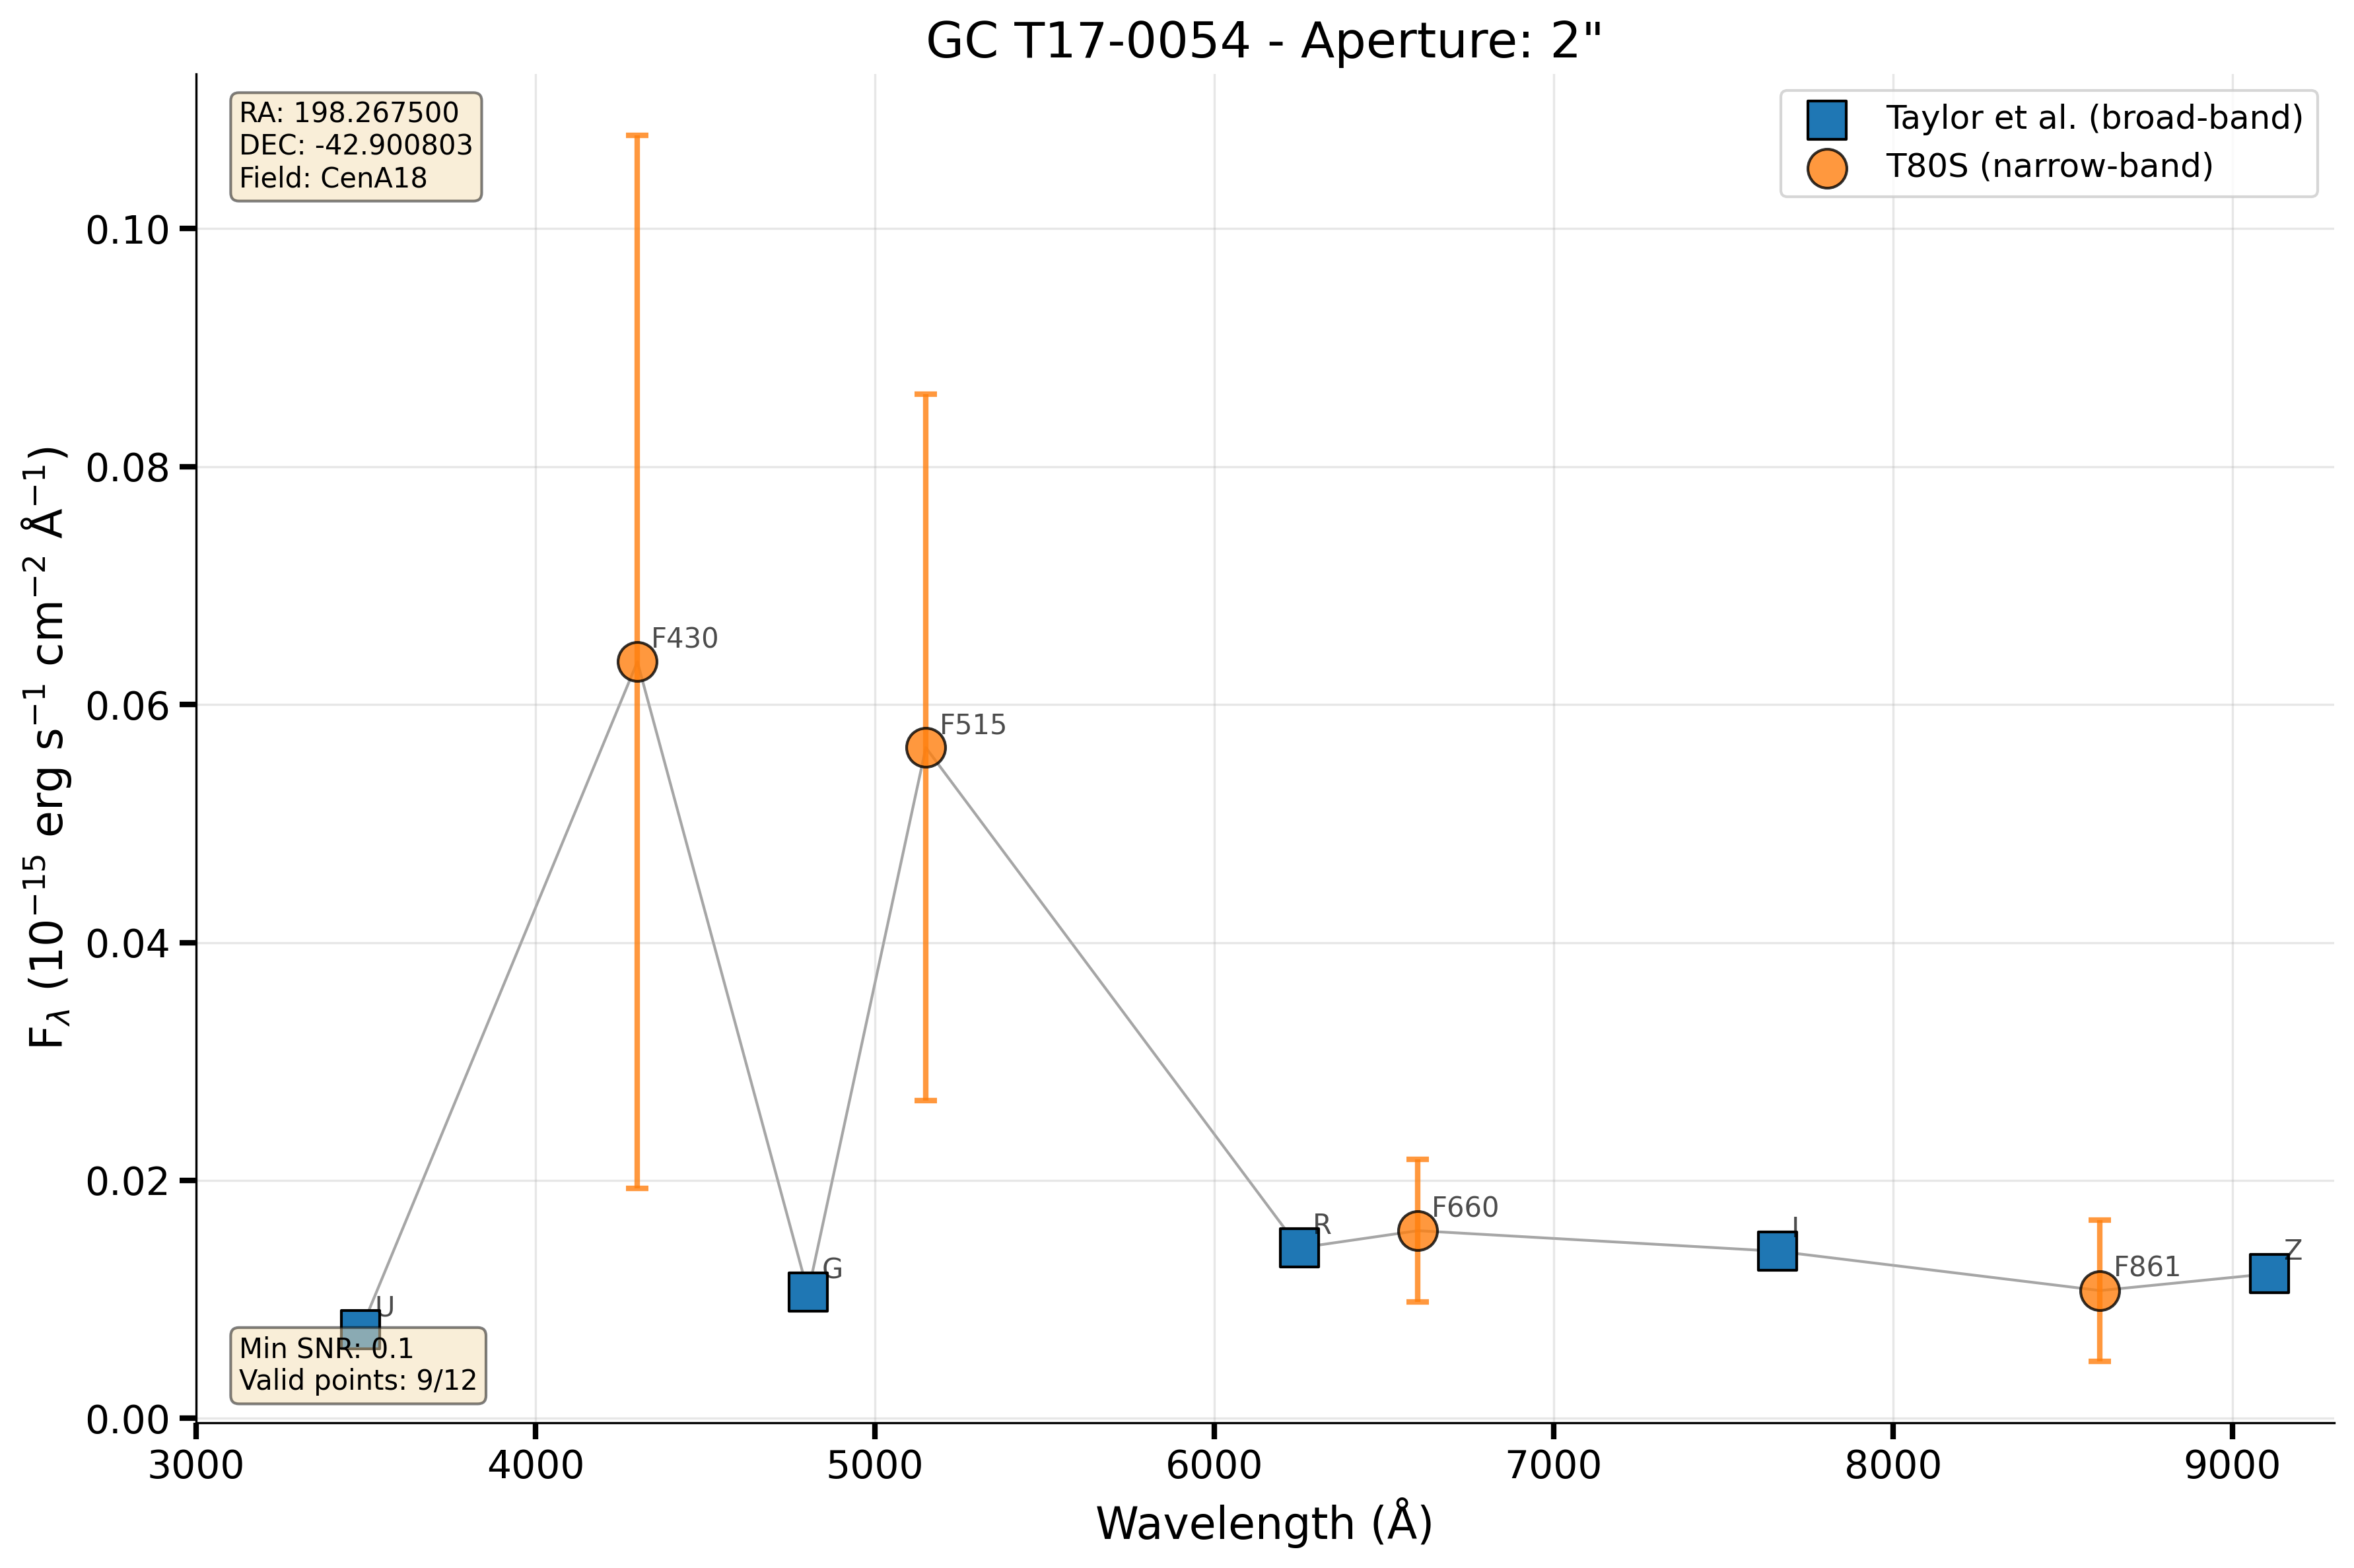 GC T17-0054 - Aperture: 2"
RA: 198.267500
DEC: -42.900803
Field: CenA18
Taylor et al. (broad-band)
T80S (narrow-band)
F_λ (10⁻¹⁵ erg s⁻¹ cm⁻² Å⁻¹)
0.10
0.08
0.06
0.04
0.02
0.00
F430
F515
R
F660
I
F861
Z
G
U
Min SNR: 0.1
Valid points: 9/12
3000 4000 5000 6000 7000 8000 9000
Wavelength (Å)